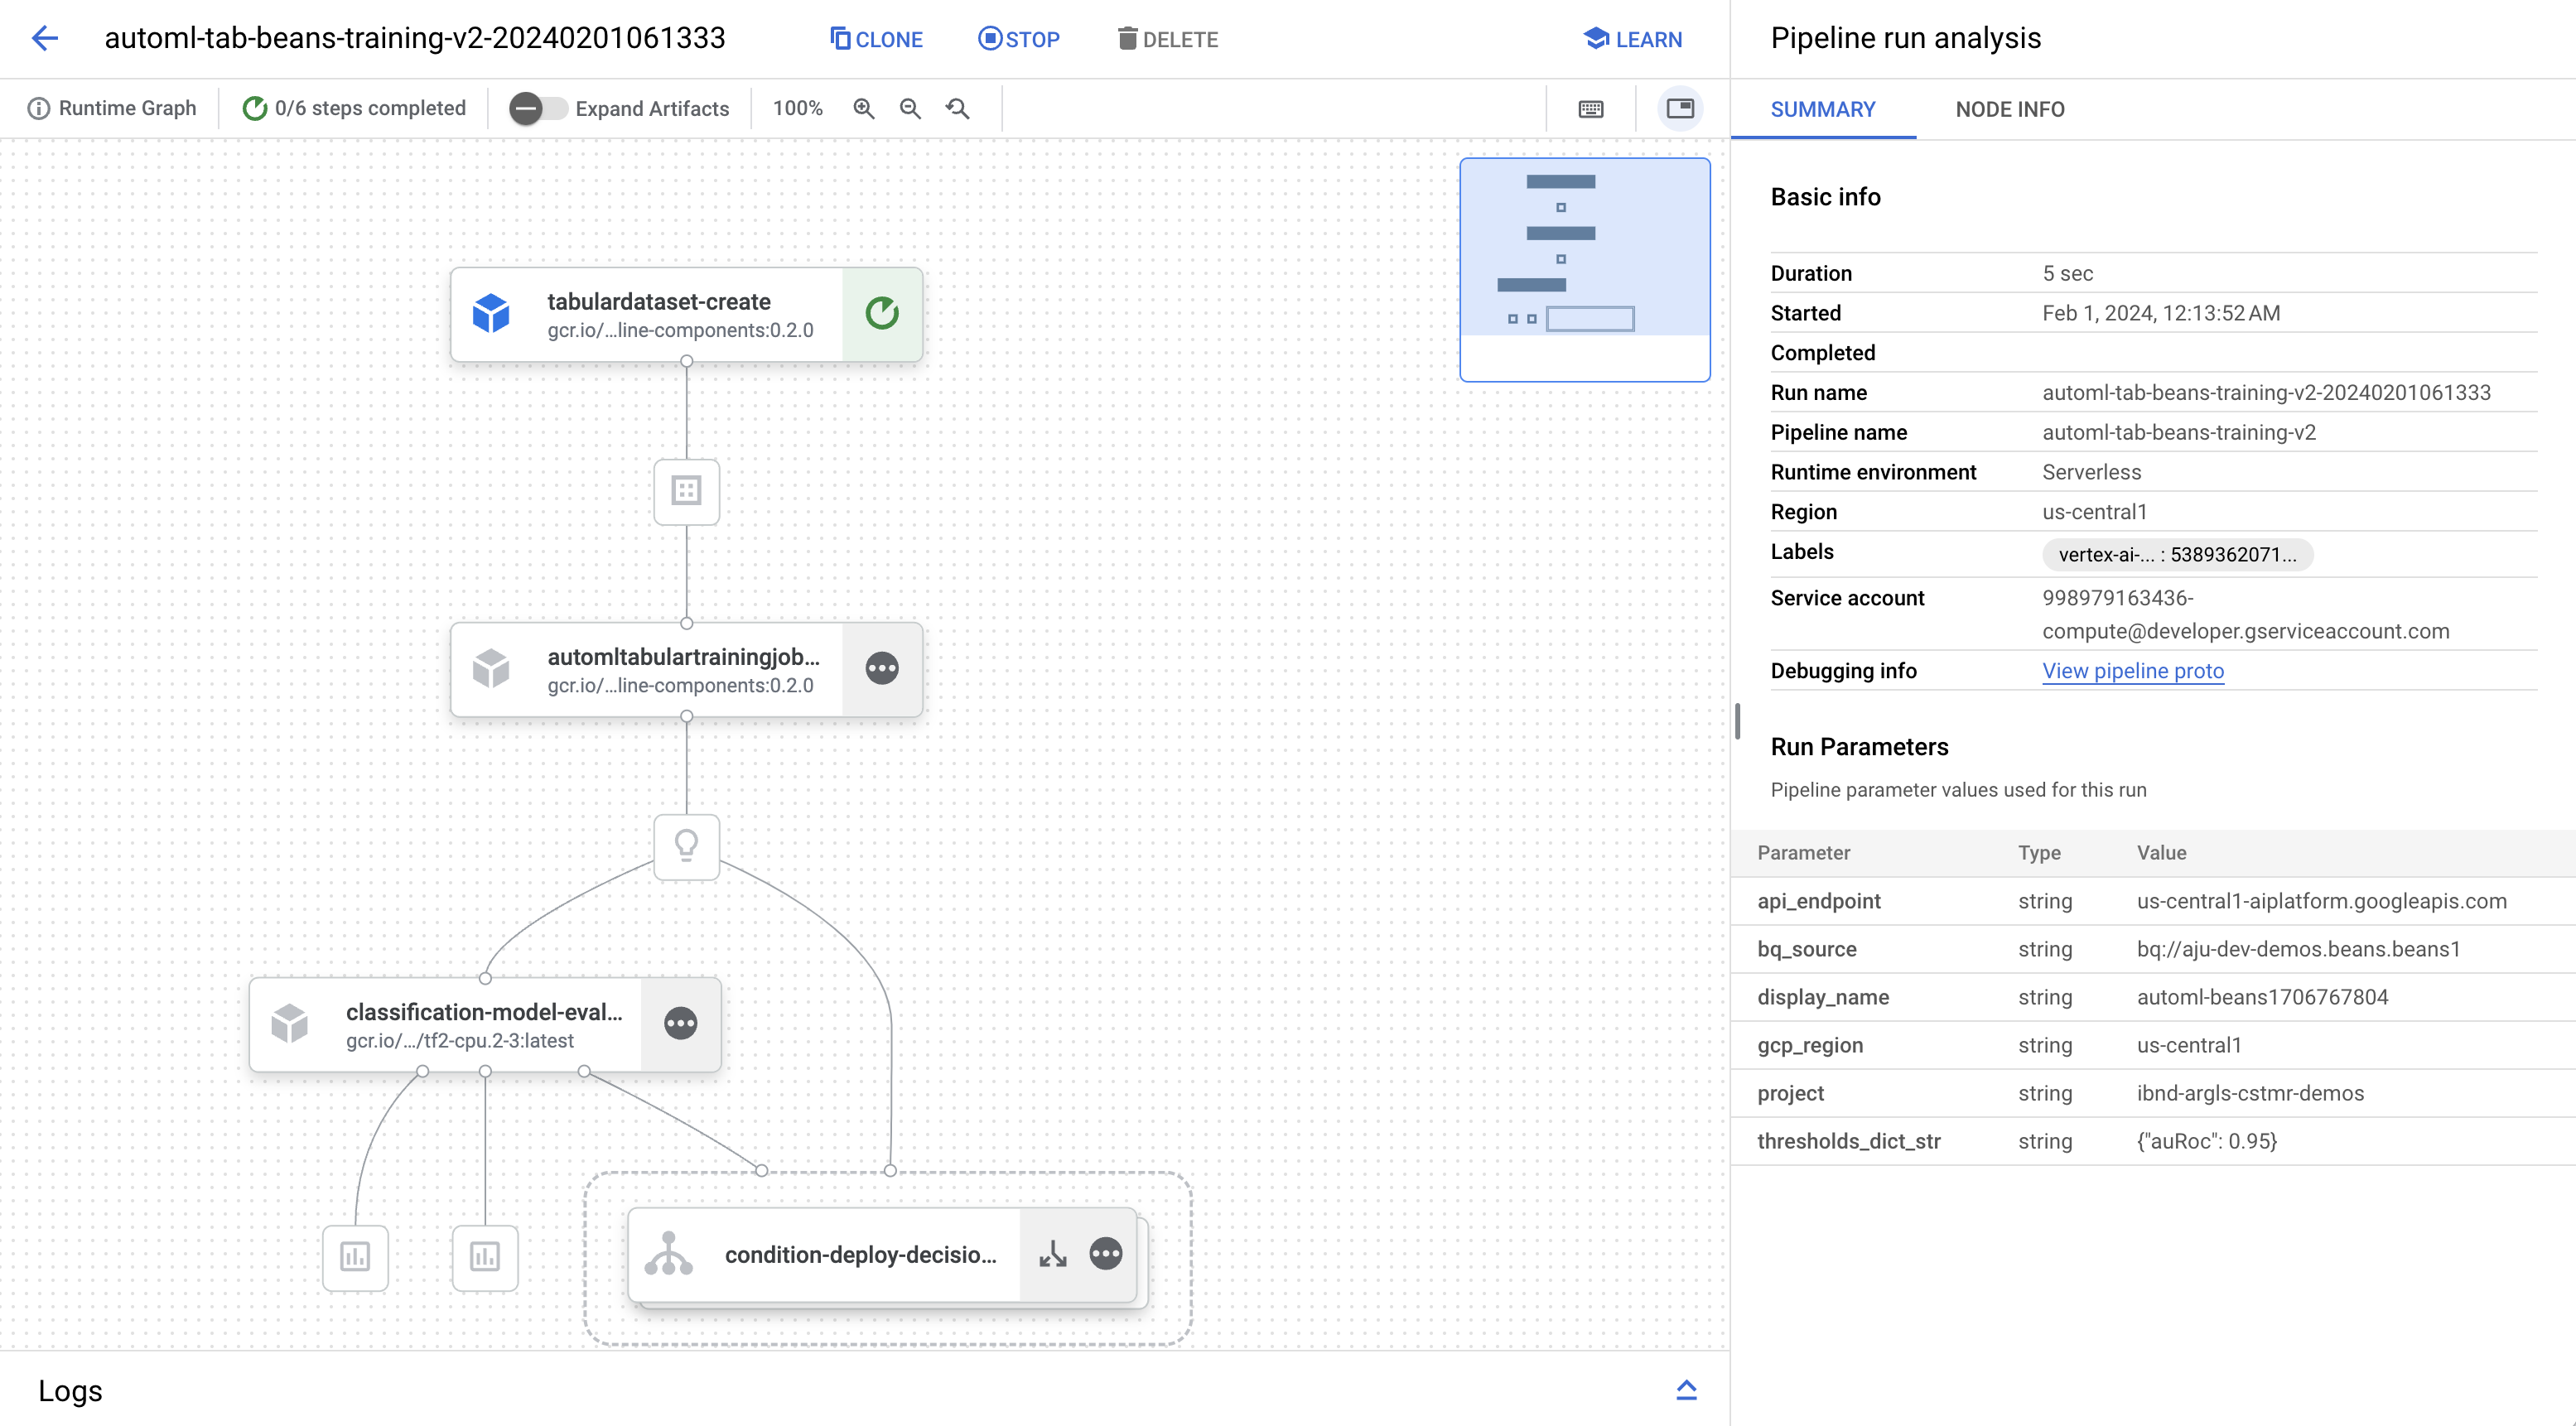 automl-tab-beans-training-v2-20240201061333
CLONE
STOP
DELETE
LEARN
Runtime Graph
0/6 steps completed
Expand Artifacts
100%
tabulardataset-create
gcr.io/...line-components:0.2.0
automltabulartrainingjob...
gcr.io/...line-components:0.2.0
classification-model-eval...
gcr.io/.../tf2-cpu.2-3:latest
condition-deploy-decisio...
Logs
Pipeline run analysis
SUMMARY
NODE INFO
Basic info
Duration 5 sec
Started Feb 1, 2024, 12:13:52 AM
Completed
Run name automl-tab-beans-training-v2-20240201061333
Pipeline name automl-tab-beans-training-v2
Runtime environment Serverless
Region us-central1
Labels vertex-ai-... : 5389362071...
Service account 998979163436-
compute@developer.gserviceaccount.com
Debugging info View pipeline proto
Run Parameters
Pipeline parameter values used for this run
Parameter Type Value
api_endpoint string us-central1-aiplatform.googleapis.com
bq_source string bq://aju-dev-demos.beans.beans1
display_name string automl-beans1706767804
gcp_region string us-central1
project string ibnd-argls-cstmr-demos
thresholds_dict_str string {"auRoc": 0.95}